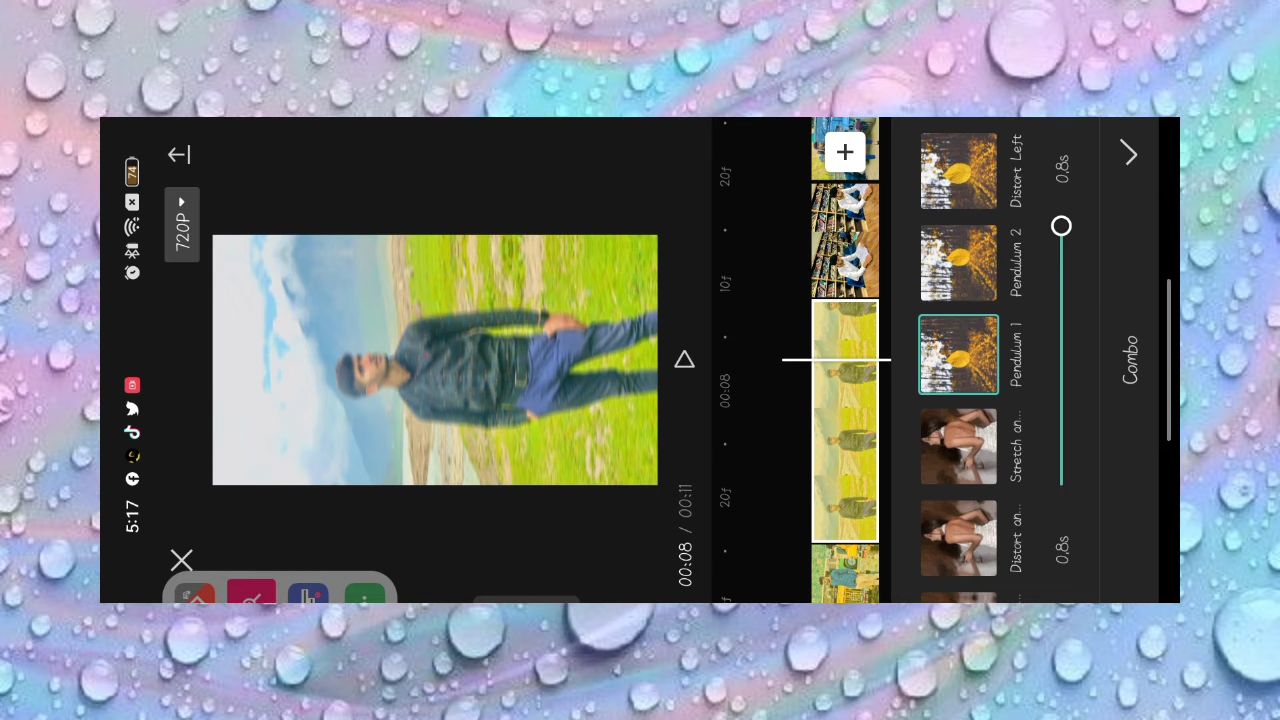 5:17
74
720P
00:08 / 00:11
f
20f
00:08
10f
20f
...
Distort an...
Stretch an...
Pendulum 1
Pendulum 2
Distort Left
0.8s
0.8s
Combo